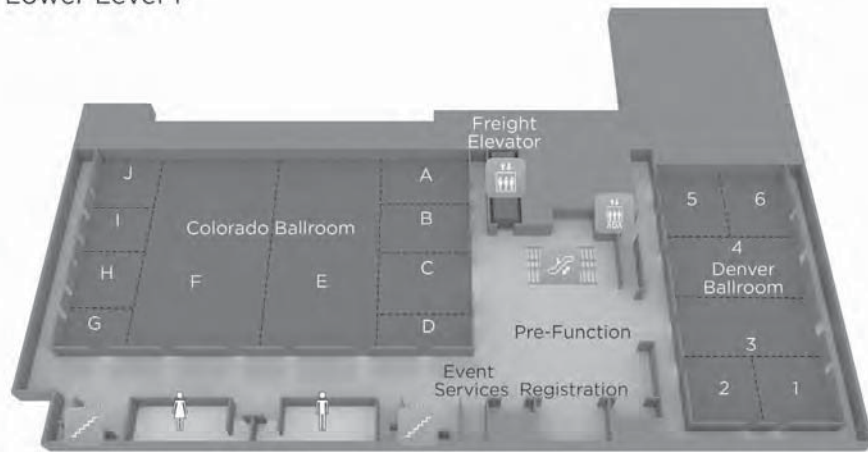 Lower Level 1
Freight
Elevator
J
A
I
B
Colorado Ballroom
H
C
F
E
G
D
5
6
4
Denver
Ballroom
3
2
1
ADA
Pre-Function
Event
Services
Registration